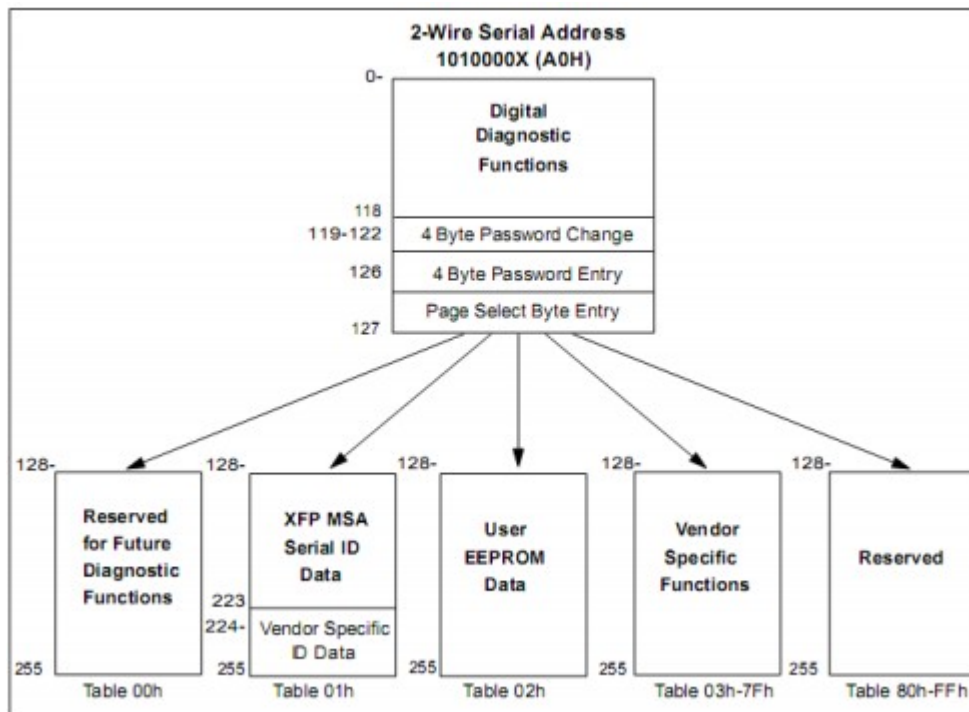 2-Wire Serial Address
1010000X (A0H)
0-
Digital
Diagnostic
Functions
118
119-122
4 Byte Password Change
126
4 Byte Password Entry
Page Select Byte Entry
127
128-
Reserved
for Future
Diagnostic
Functions
255
Table 00h
128-
XFP MSA
Serial ID
Data
223
224-
Vendor Specific
ID Data
255
Table 01h
128-
User
EEPROM
Data
255
Table 02h
128-
Vendor
Specific
Functions
255
Table 03h-7Fh
128-
Reserved
255
Table 80h-FFh